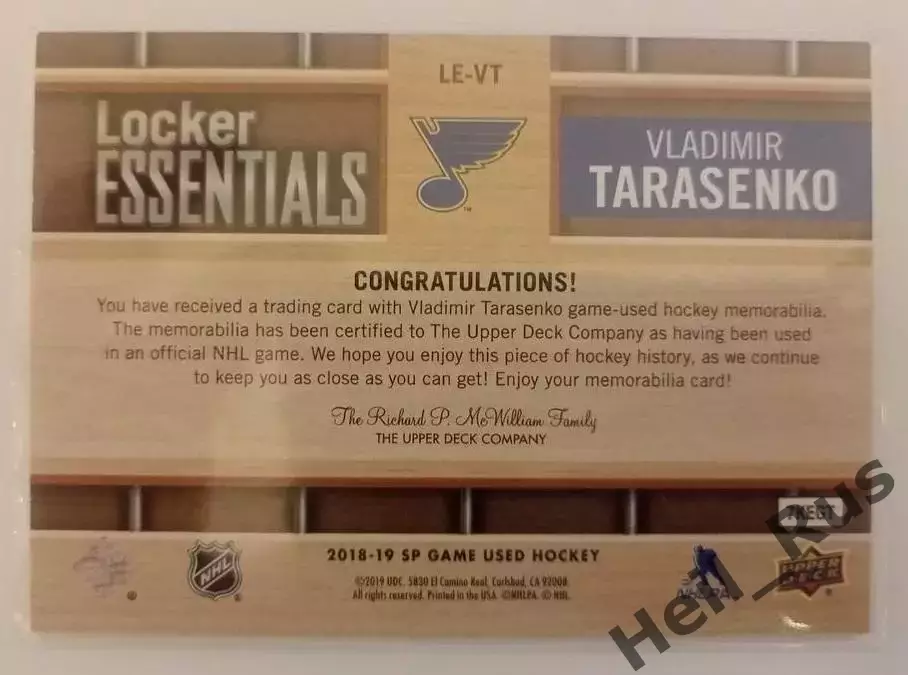 LE-VT
Locker
ESSENTIALS
VLADIMIR
TARASENKO
CONGRATULATIONS!
You have received a trading card with Vladimir Tarasenko game-used hockey memorabilia.
The memorabilia has been certified to The Upper Deck Company as having been used
in an official NHL game. We hope you enjoy this piece of hockey history, as we continue
to keep you as close as you can get! Enjoy your memorabilia card!
The Richard P. McWilliam Family
THE UPPER DECK COMPANY
2018-19 SP GAME USED HOCKEY
©2019 UDC. 5830 El Camino Real, Carlsbad, CA 92008.
All rights reserved. Printed in the USA. ©NHLPA. © NHL.
NHL
NHLPA
UPPER DECK
Hell_Rus